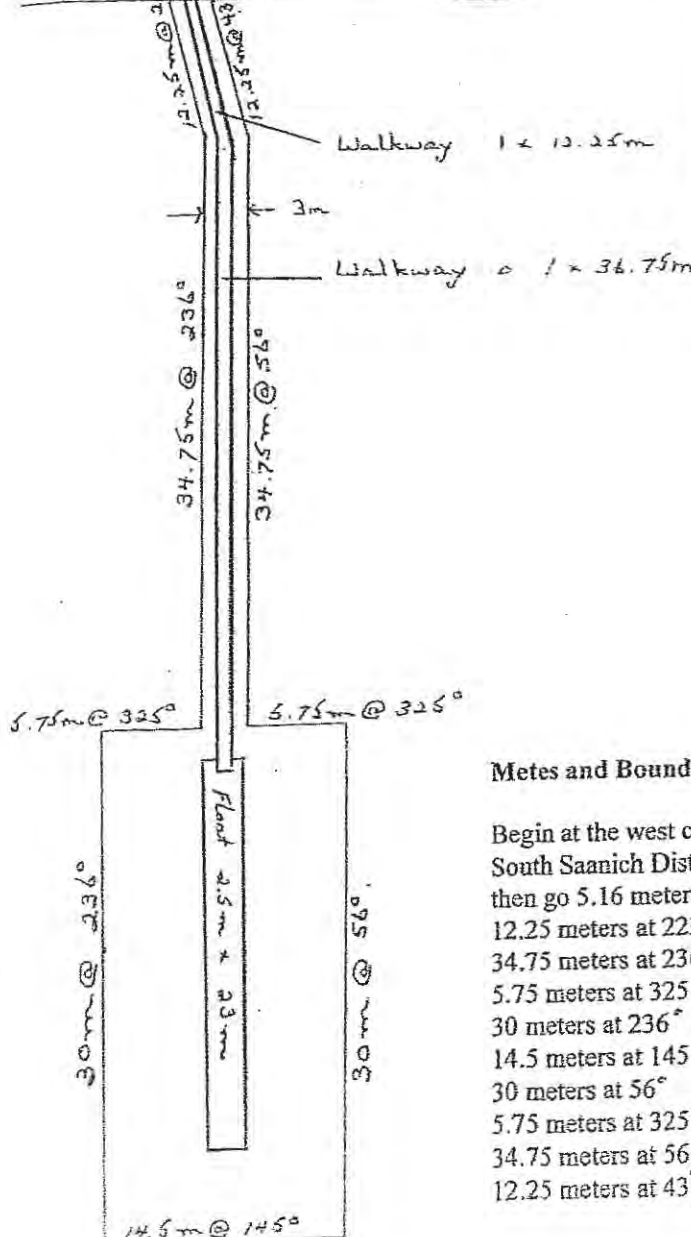 12.25m @
12.25m @ 43
Walkway 1 x 12.25m
3m
Walkway 1 x 36.75m
34.75m @ 236°
34.75m @ 56°
5.75m @ 325°
5.75m @ 325°
Float 2.5m x 23m
30m @ 236°
30m @ 56°
14.5m @ 145°
Metes and Bound
Begin at the west c
South Saanich Dist
then go 5.16 meter
12.25 meters at 22
34.75 meters at 23
5.75 meters at 325
30 meters at 236°
14.5 meters at 145
30 meters at 56°
5.75 meters at 325
34.75 meters at 56
12.25 meters at 43°